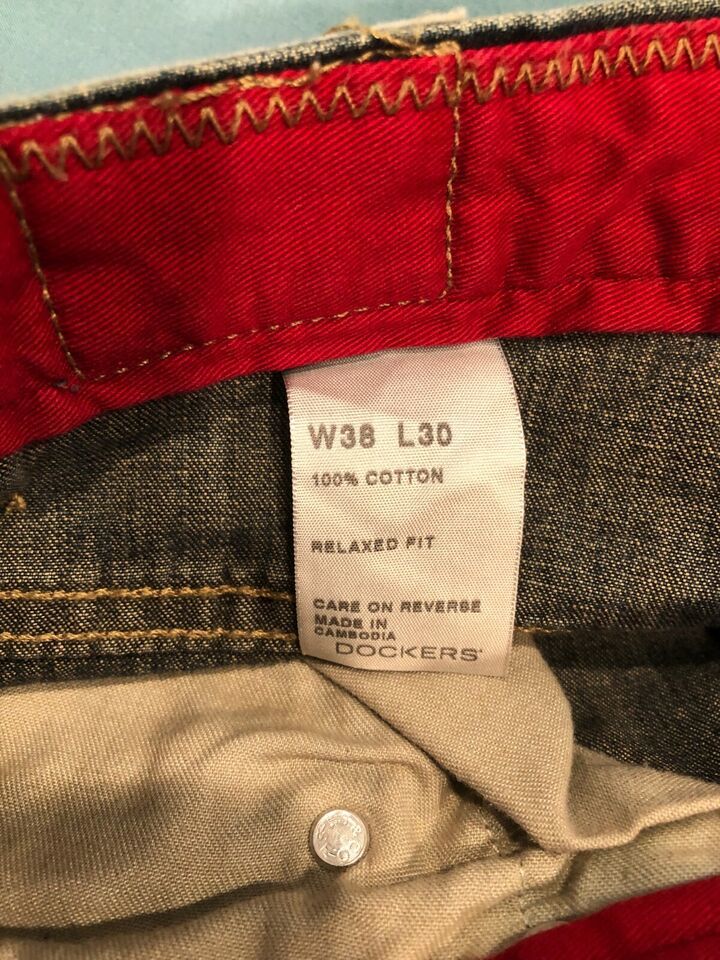 W38 L30
100% COTTON
RELAXED FIT
CARE ON REVERSE
MADE IN
CAMBODIA
DOCKERS®